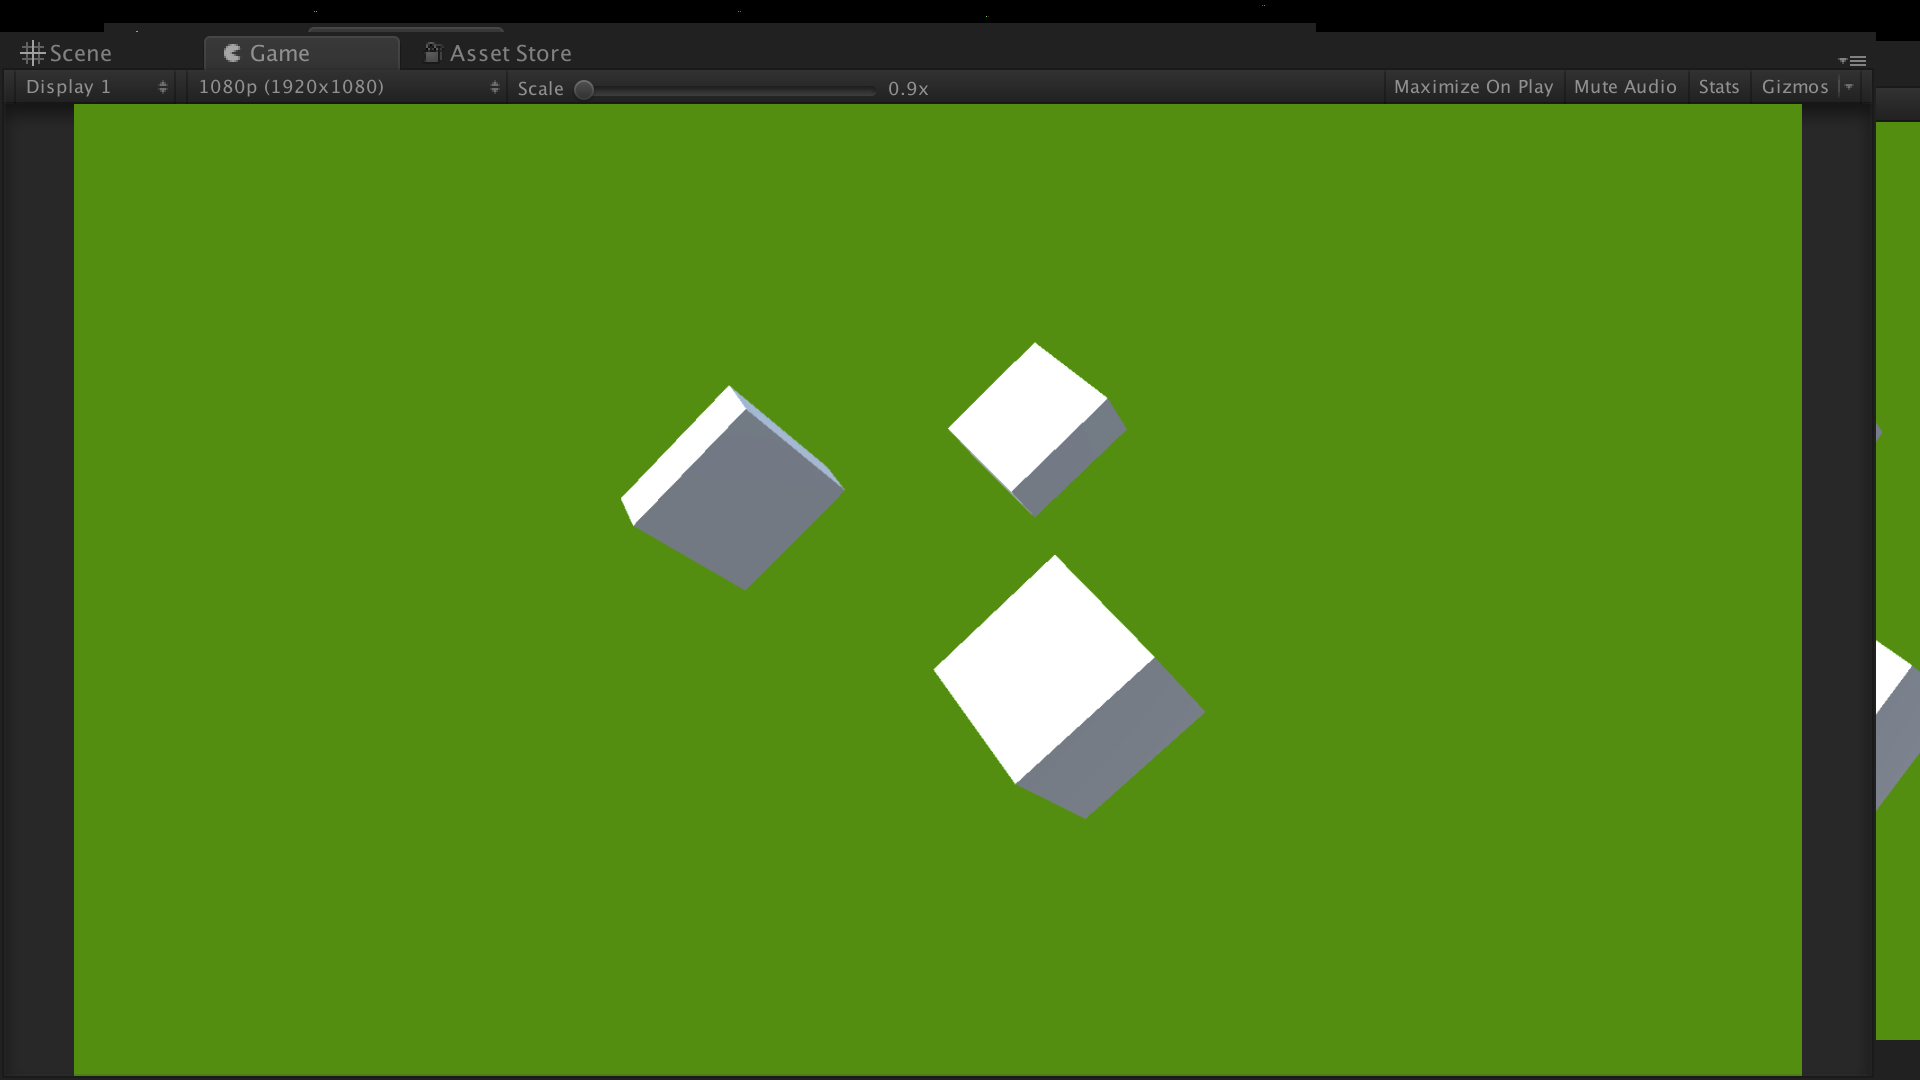 Scene Game Asset Store
Display 1 1080p (1920x1080) Scale 0.9x Maximize On Play Mute Audio Stats Gizmos